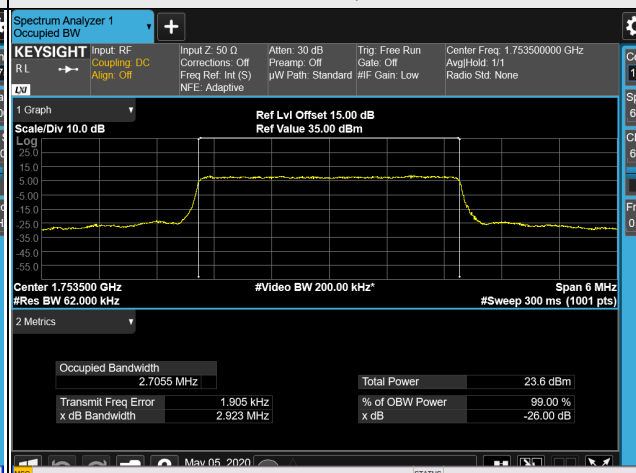 Spectrum Analyzer 1
Occupied BW
+
KEYSIGHT Input: RF Input Z: 50 Ω Atten: 30 dB Trig: Free Run Center Freq: 1.753500000 GHz
RL Coupling: DC Corrections: Off Preamp: Off Gate: Off Avg|Hold: 1/1
Align: Off Freq Ref: Int (S) µW Path: Standard #IF Gain: Low Radio Std: None
LXI NFE: Adaptive
1 Graph
Ref Lvl Offset 15.00 dB
Scale/Div 10.0 dB Ref Value 35.00 dBm
Log
25.0
15.0
5.00
-5.00
-15.0
-25.0
-35.0
-45.0
-55.0
Center 1.753500 GHz #Video BW 200.00 kHz* Span 6 MHz
#Res BW 62.000 kHz #Sweep 300 ms (1001 pts)
2 Metrics
Occupied Bandwidth
2.7055 MHz Total Power 23.6 dBm
Transmit Freq Error 1.905 kHz % of OBW Power 99.00 %
x dB Bandwidth 2.923 MHz x dB -26.00 dB
May 05, 2020
MSG STATUS